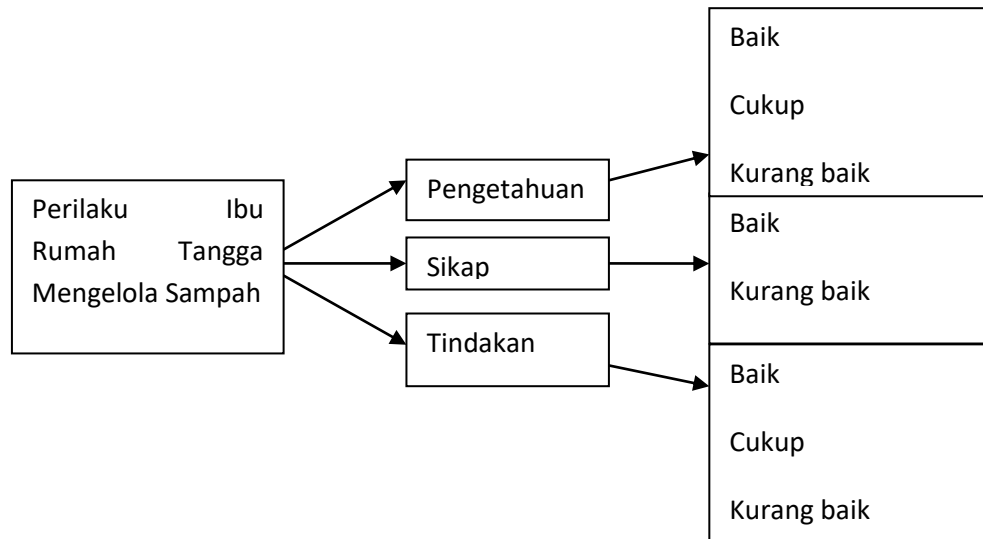 Perilaku Ibu
Rumah Tangga
Mengelola Sampah
Pengetahuan
Sikap
Tindakan
Baik
Cukup
Kurang baik
Baik
Kurang baik
Baik
Cukup
Kurang baik